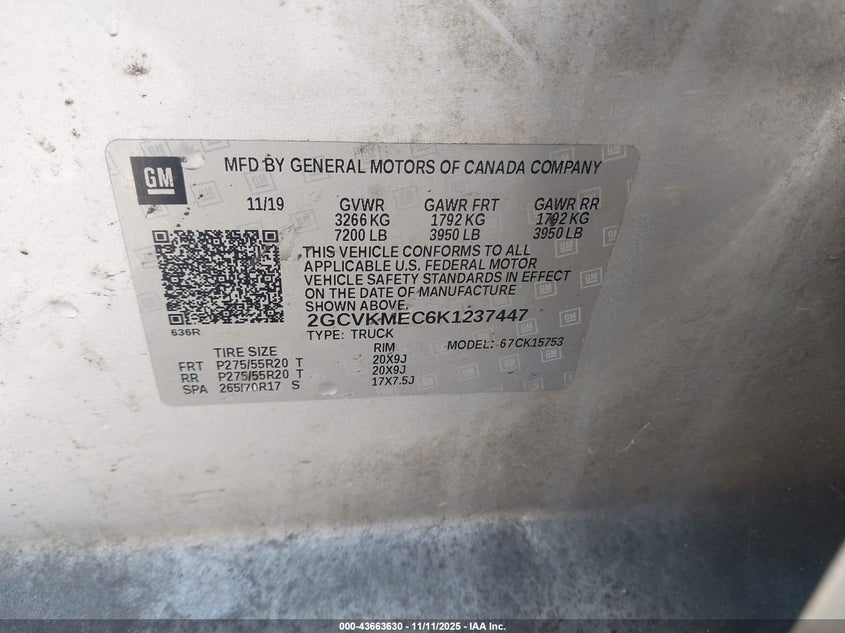 GM
MFD BY GENERAL MOTORS OF CANADA COMPANY
11/19 GVWR GAWR FRT GAWR RR
3266 KG 1792 KG 1792 KG
7200 LB 3950 LB 3950 LB
THIS VEHICLE CONFORMS TO ALL
APPLICABLE U.S. FEDERAL MOTOR
VEHICLE SAFETY STANDARDS IN EFFECT
ON THE DATE OF MANUFACTURE
SHOWN ABOVE.
2GCVKMEC6K1237447
636R
TYPE: TRUCK
MODEL: 67CK15753
TIRE SIZE RIM
FRT P275/55R20 T 20X9J
RR P275/55R20 T 20X9J
SPA 265/70R17 S 17X7.5J
000-43663630 - 11/11/2025 - IAA Inc.